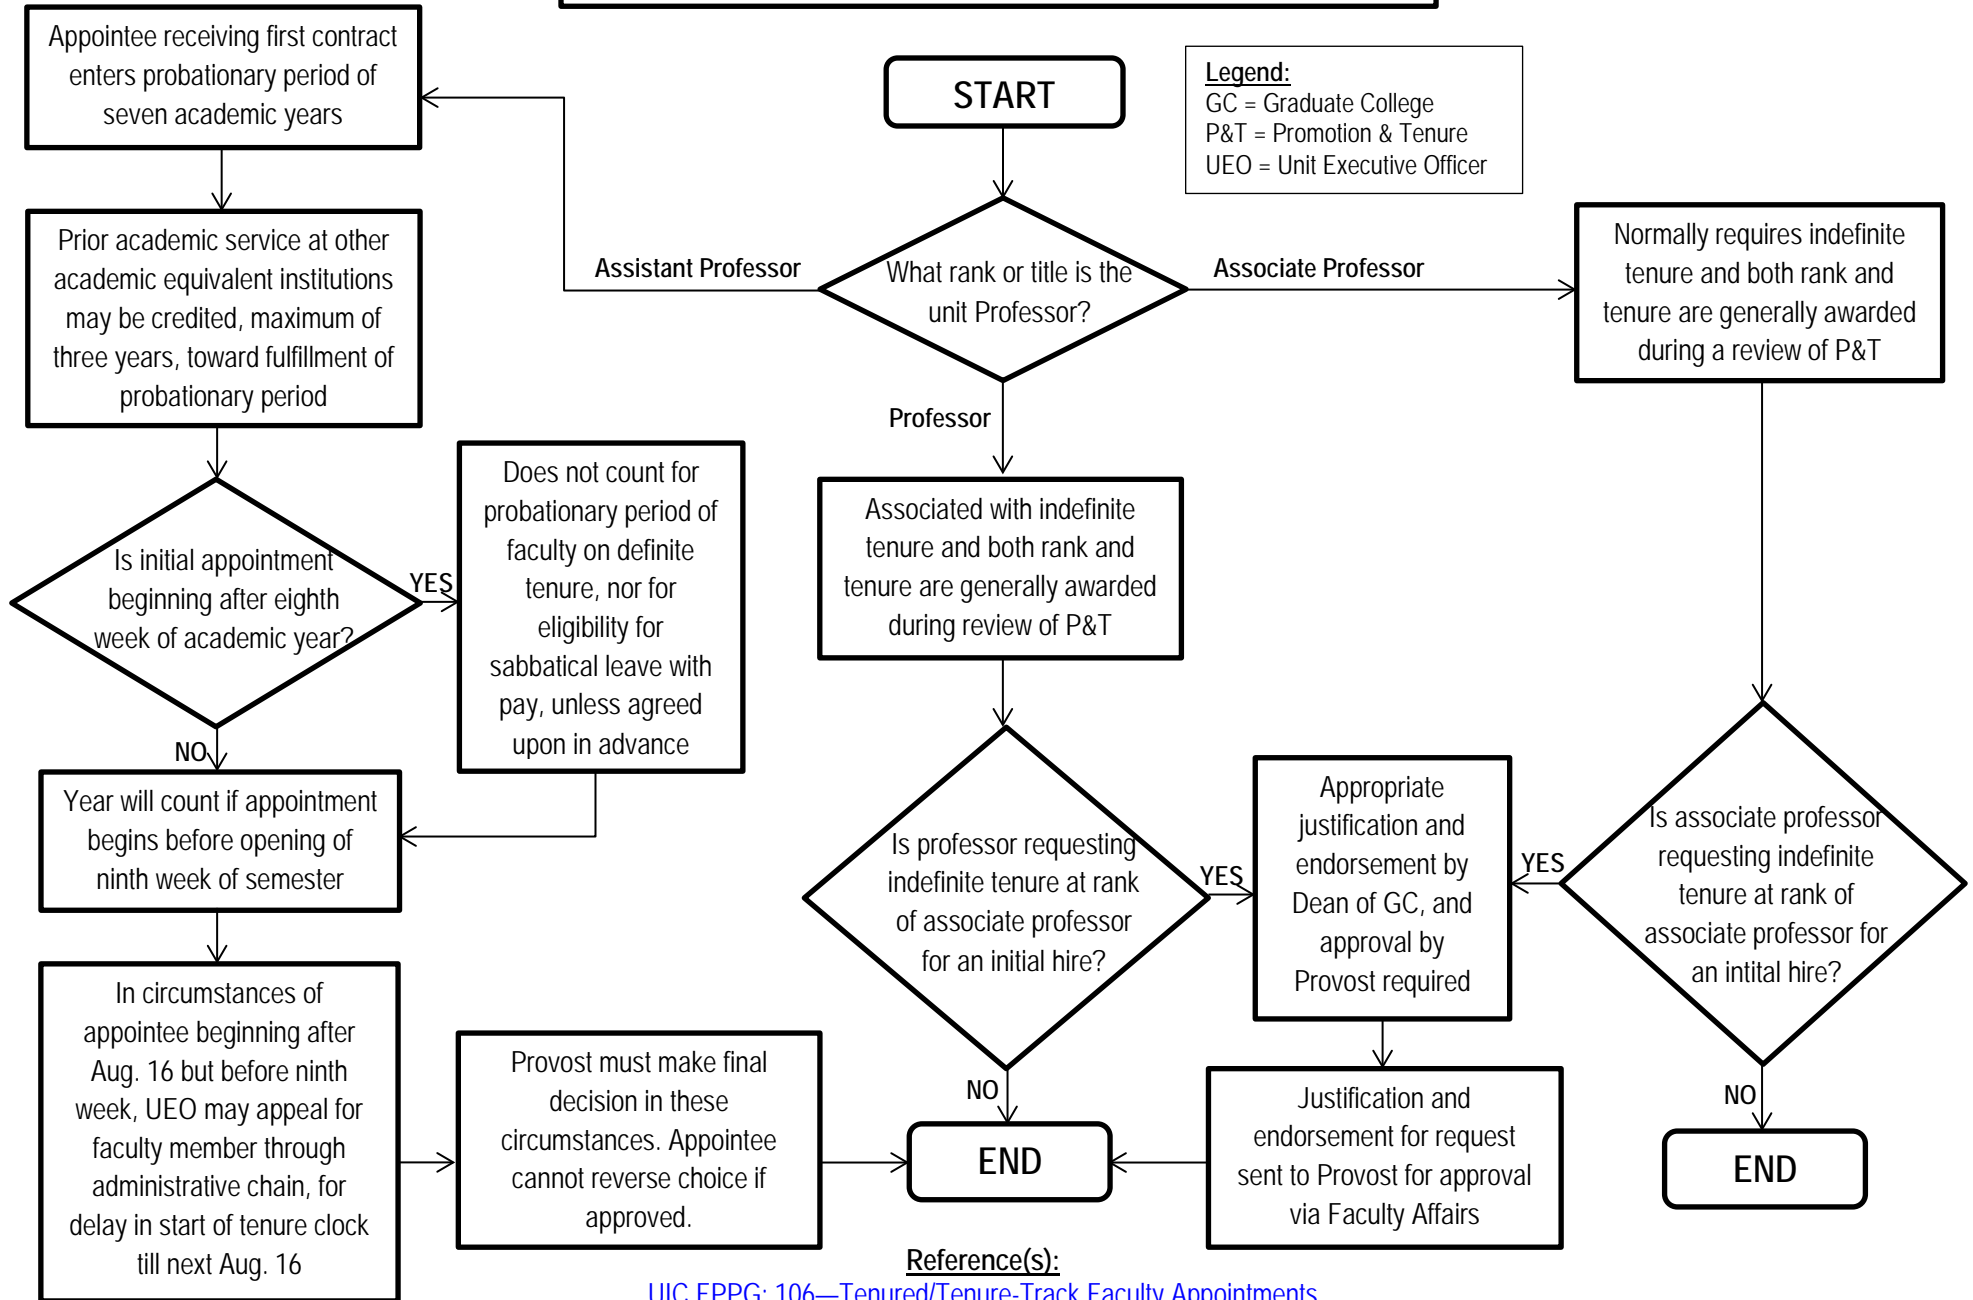 START
Legend:
GC = Graduate College
P&T = Promotion & Tenure
UEO = Unit Executive Officer
What rank or title is the
unit Professor?
Assistant Professor
Appointee receiving first contract
enters probationary period of
seven academic years
Prior academic service at other
academic equivalent institutions
may be credited, maximum of
three years, toward fulfillment of
probationary period
Is initial appointment
beginning after eighth
week of academic year?
YES
Does not count for
probationary period of
faculty on definite
tenure, nor for
eligibility for
sabbatical leave with
pay, unless agreed
upon in advance
NO
Year will count if appointment
begins before opening of
ninth week of semester
In circumstances of
appointee beginning after
Aug. 16 but before ninth
week, UEO may appeal for
faculty member through
administrative chain, for
delay in start of tenure clock
till next Aug. 16
Provost must make final
decision in these
circumstances. Appointee
cannot reverse choice if
approved.
Professor
Associated with indefinite
tenure and both rank and
tenure are generally awarded
during review of P&T
Is professor requesting
indefinite tenure at rank
of associate professor
for an initial hire?
YES
NO
END
Associate Professor
Normally requires indefinite
tenure and both rank and
tenure are generally awarded
during a review of P&T
Is associate professor
requesting indefinite
tenure at rank of
associate professor for
an intital hire?
YES
Appropriate
justification and
endorsement by
Dean of GC, and
approval by
Provost required
Justification and
endorsement for request
sent to Provost for approval
via Faculty Affairs
NO
END
Reference(s):
UIC FPPG: 106—Tenured/Tenure-Track Faculty Appointments